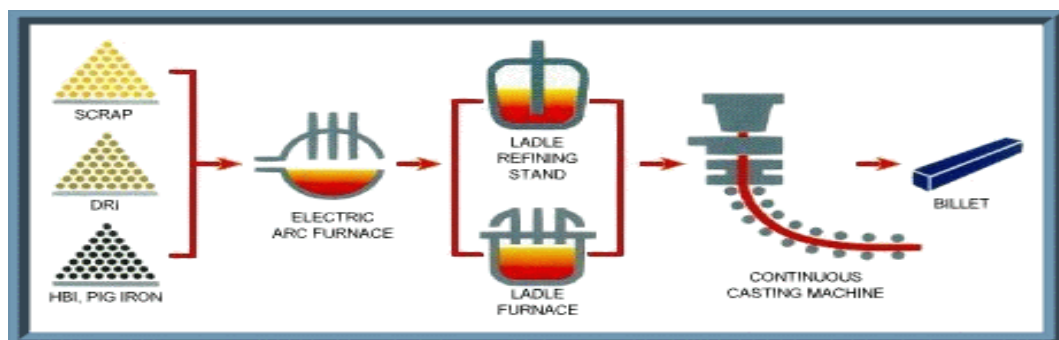 SCRAP
DRI
HBI, PIG IRON
ELECTRIC
ARC FURNACE
LADLE
REFINING
STAND
LADLE
FURNACE
CONTINUOUS
CASTING MACHINE
BILLET